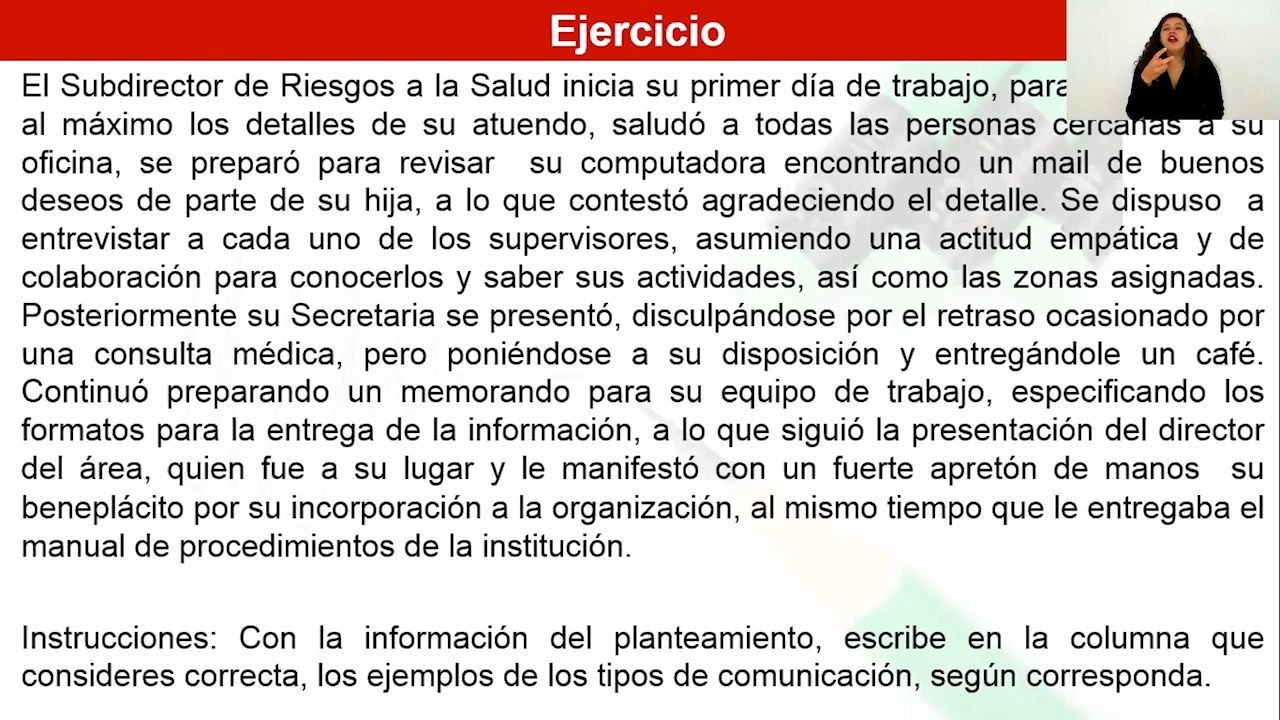 Ejercicio
El Subdirector de Riesgos a la Salud inicia su primer día de trabajo, para
al máximo los detalles de su atuendo, saludó a todas las personas cercanas a su
oficina, se preparó para revisar su computadora encontrando un mail de buenos
deseos de parte de su hija, a lo que contestó agradeciendo el detalle. Se dispuso a
entrevistar a cada uno de los supervisores, asumiendo una actitud empática y de
colaboración para conocerlos y saber sus actividades, así como las zonas asignadas.
Posteriormente su Secretaria se presentó, disculpándose por el retraso ocasionado por
una consulta médica, pero poniéndose a su disposición y entregándole un café.
Continuó preparando un memorando para su equipo de trabajo, especificando los
formatos para la entrega de la información, a lo que siguió la presentación del director
del área, quien fue a su lugar y le manifestó con un fuerte apretón de manos su
beneplácito por su incorporación a la organización, al mismo tiempo que le entregaba el
manual de procedimientos de la institución.
Instrucciones: Con la información del planteamiento, escribe en la columna que
consideres correcta, los ejemplos de los tipos de comunicación, según corresponda.